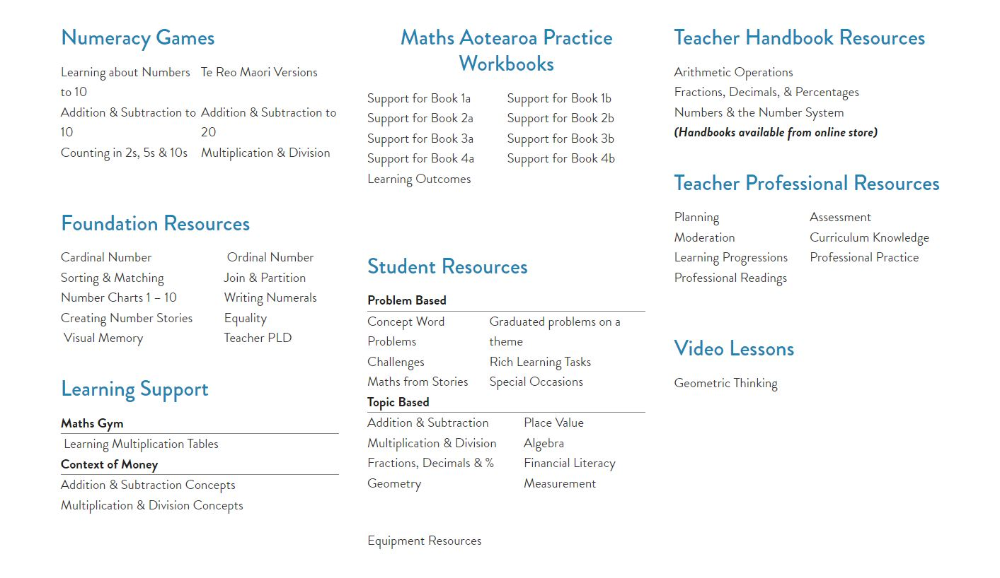 Numeracy Games
Learning about Numbers to 10
Te Reo Maori Versions
Addition & Subtraction to 10
Addition & Subtraction to 20
Counting in 2s, 5s & 10s
Multiplication & Division
Foundation Resources
Cardinal Number
Ordinal Number
Sorting & Matching
Join & Partition
Number Charts 1 – 10
Writing Numerals
Creating Number Stories
Equality
Visual Memory
Teacher PLD
Learning Support
Maths Gym
Learning Multiplication Tables
Context of Money
Addition & Subtraction Concepts
Multiplication & Division Concepts
Maths Aotearoa Practice
Workbooks
Support for Book 1a
Support for Book 1b
Support for Book 2a
Support for Book 2b
Support for Book 3a
Support for Book 3b
Support for Book 4a
Support for Book 4b
Learning Outcomes
Student Resources
Problem Based
Concept Word Problems
Graduated problems on a theme
Challenges
Rich Learning Tasks
Maths from Stories
Special Occasions
Topic Based
Addition & Subtraction
Place Value
Multiplication & Division
Algebra
Fractions, Decimals & %
Financial Literacy
Geometry
Measurement
Equipment Resources
Teacher Handbook Resources
Arithmetic Operations
Fractions, Decimals, & Percentages
Numbers & the Number System
(Handbooks available from online store)
Teacher Professional Resources
Planning
Assessment
Moderation
Curriculum Knowledge
Learning Progressions
Professional Practice
Professional Readings
Video Lessons
Geometric Thinking